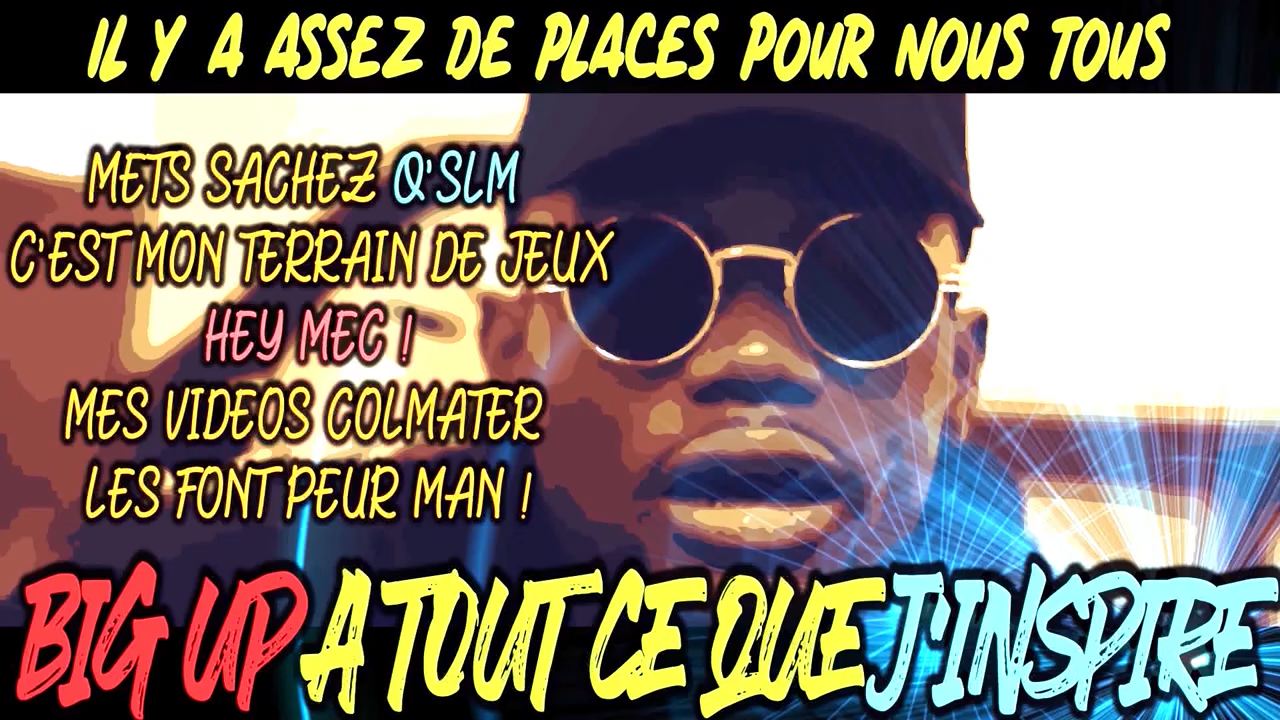 IL Y A ASSEZ DE PLACES POUR NOUS TOUS
METS SACHEZ Q'SLM
C'EST MON TERRAIN DE JEUX
HEY MEC !
MES VIDEOS COLMATER
LES FONT PEUR MAN !
BIG UP A TOUT CE QUE J'INSPIRE